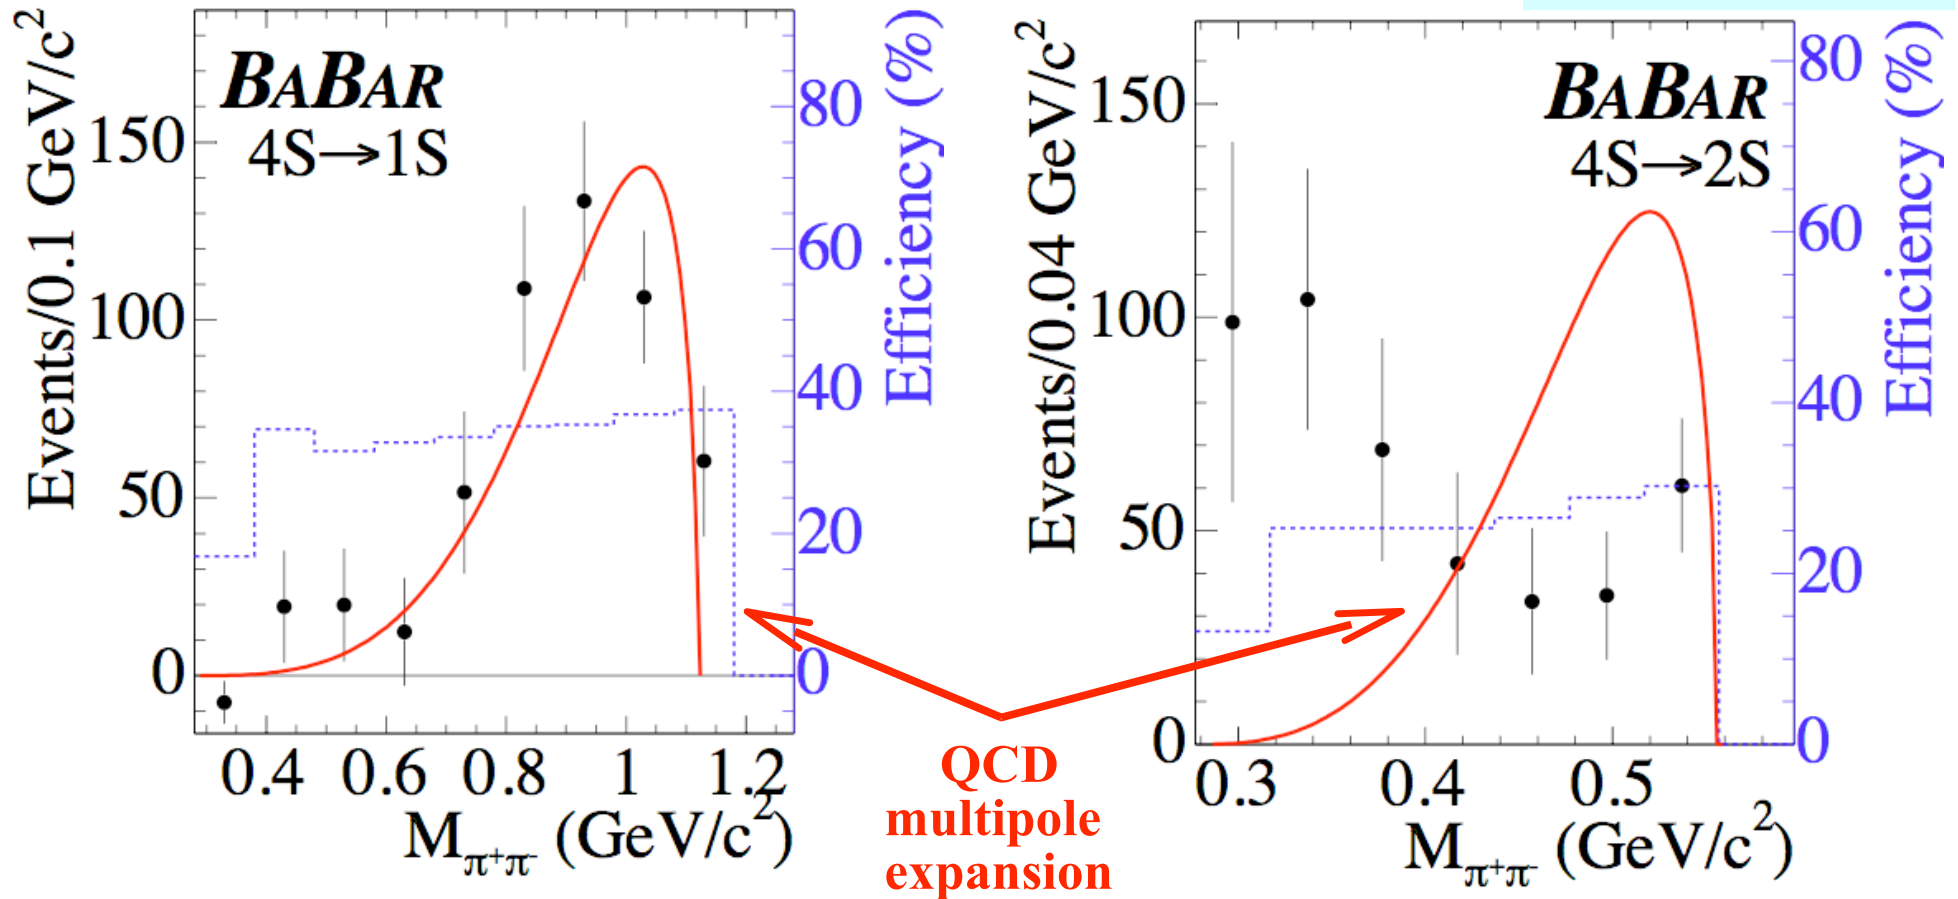 BABAR
4S→1S
Events/0.1 GeV/c²
150
100
50
0
80
60
40
20
0
Efficiency (%)
0.4 0.6 0.8 1 1.2
M_π⁺π⁻ (GeV/c²)
BABAR
4S→2S
Events/0.04 GeV/c²
150
100
50
0
80
60
40
20
0
Efficiency (%)
0.3 0.4 0.5
M_π⁺π⁻ (GeV/c²)
QCD
multipole
expansion